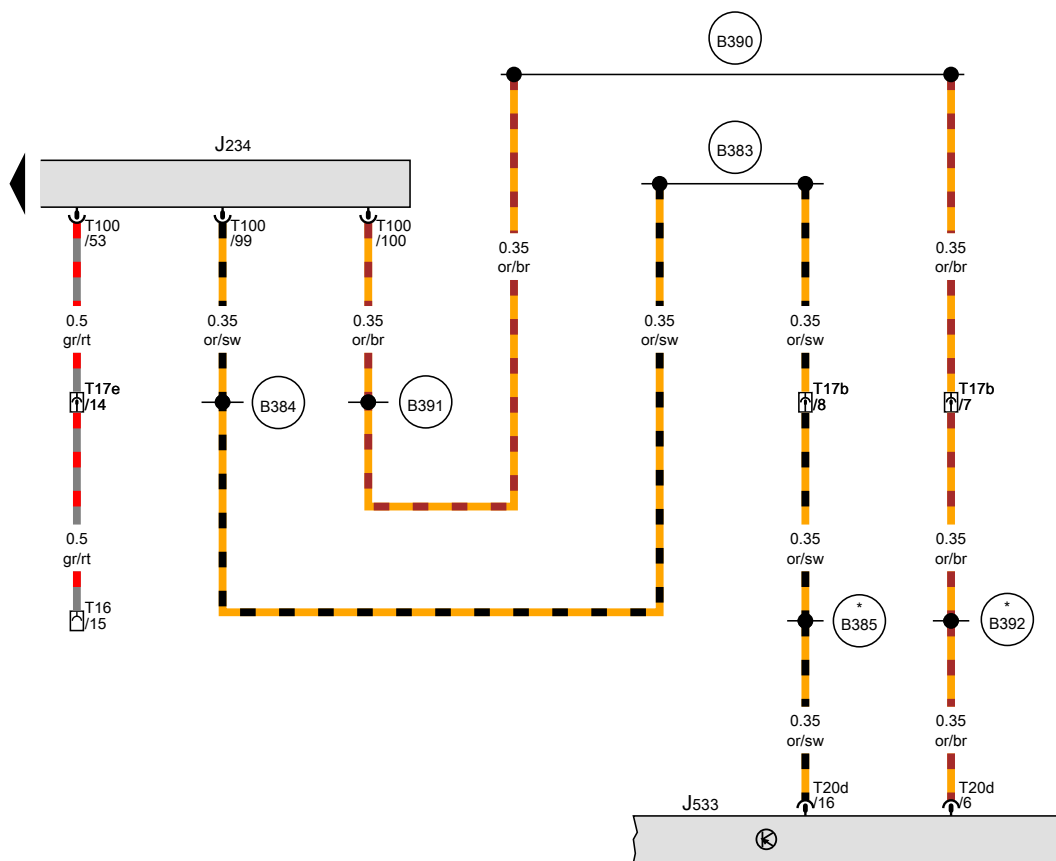 B390
J234
B383
T100
/53
T100
/99
T100
/100
0.35
or/br
0.35
or/br
0.5
gr/rt
0.35
or/sw
0.35
or/br
0.35
or/sw
0.35
or/sw
T17e
/14
B384
B391
T17b
/8
T17b
/7
0.5
gr/rt
0.35
or/sw
0.35
or/br
T16
/15
*
B385
*
B392
0.35
or/sw
0.35
or/br
J533
T20d
/16
T20d
/6